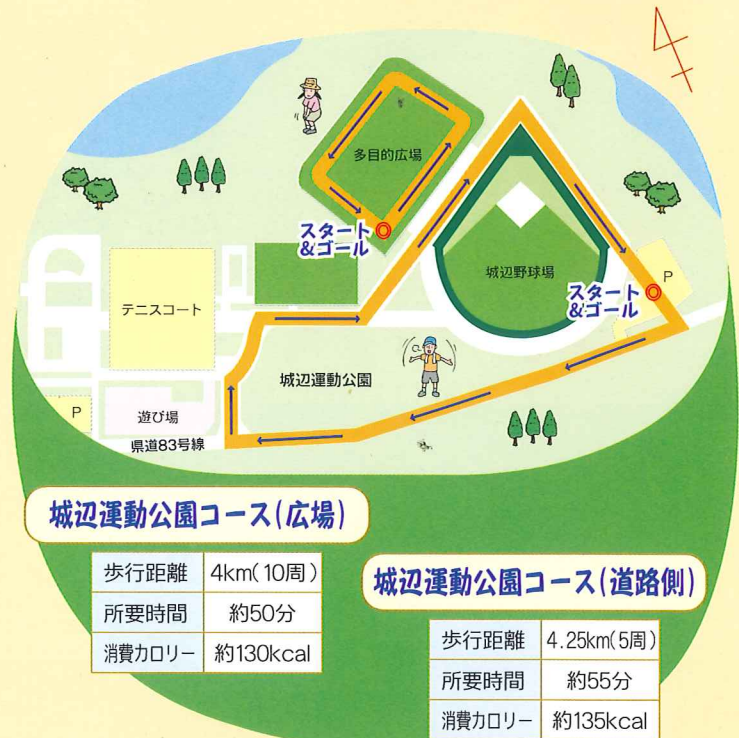 多目的広場
スタート
&ゴール
城辺野球場
P
スタート
&ゴール
テニスコート
城辺運動公園
P
遊び場
県道83号線
城辺運動公園コース(広場)
歩行距離 4km(10周)
所要時間 約50分
消費カロリー 約130kcal
城辺運動公園コース(道路側)
歩行距離 4.25km(5周)
所要時間 約55分
消費カロリー 約135kcal